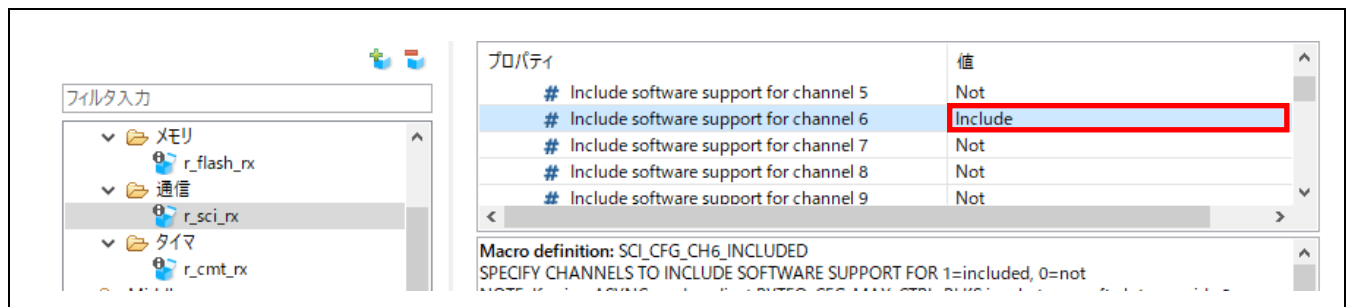 フィルタ入力
メモリ
r_flash_rx
通信
r_sci_rx
タイマ
r_cmt_rx
プロパティ 値
# Include software support for channel 5 Not
# Include software support for channel 6 Include
# Include software support for channel 7 Not
# Include software support for channel 8 Not
# Include software support for channel 9 Not
Macro definition: SCI_CFG_CH6_INCLUDED
SPECIFY CHANNELS TO INCLUDE SOFTWARE SUPPORT FOR 1=included, 0=not